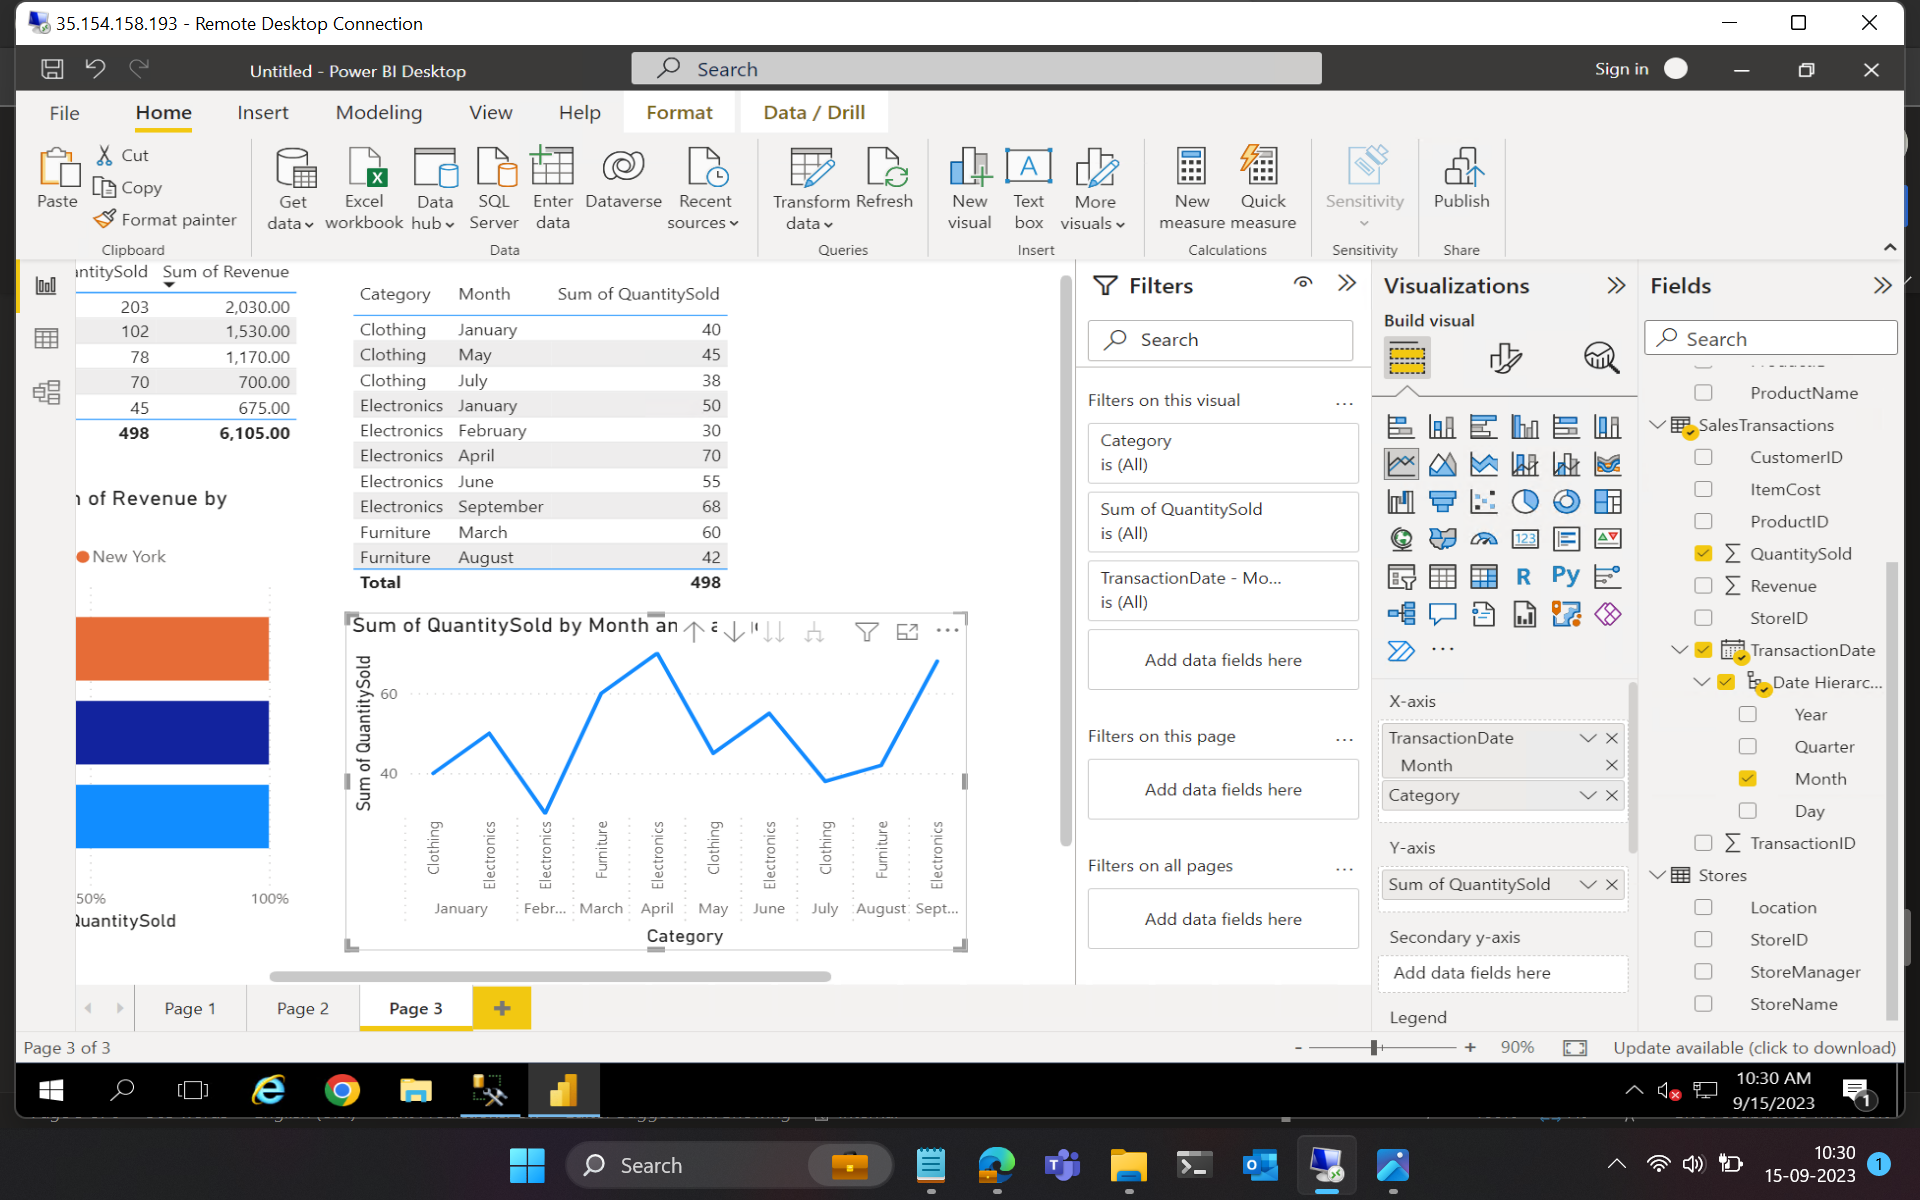 35.154.158.193 - Remote Desktop Connection
Untitled - Power BI Desktop
Search
Sign in
File Home Insert Modeling View Help Format Data / Drill
Paste
Cut
Copy
Format painter
Clipboard
Get data
Excel workbook
Data hub
SQL Server
Enter data
Dataverse
Recent sources
Data
Transform data
Refresh
Queries
New visual
Text box
More visuals
Insert
New measure
Quick measure
Calculations
Sensitivity
Sensitivity
Publish
Share
antitySold Sum of Revenue
203 2,030.00
102 1,530.00
78 1,170.00
70 700.00
45 675.00
498 6,105.00
of Revenue by
New York
50% 100%
QuantitySold
Category Month Sum of QuantitySold
Clothing January 40
Clothing May 45
Clothing July 38
Electronics January 50
Electronics February 30
Electronics April 70
Electronics June 55
Electronics September 68
Furniture March 60
Furniture August 42
Total 498
Sum of QuantitySold by Month an
Sum of QuantitySold
60
40
Clothing Electronics Electronics Furniture Electronics Clothing Electronics Clothing Furniture Electronics
January Febr... March April May June July August Sept...
Category
Filters
Search
Filters on this visual ...
Category
is (All)
Sum of QuantitySold
is (All)
TransactionDate - Mo...
is (All)
Add data fields here
Filters on this page ...
Add data fields here
Filters on all pages ...
Add data fields here
Visualizations
Build visual
123
R Py
...
X-axis
TransactionDate
Month
Category
Y-axis
Sum of QuantitySold
Secondary y-axis
Add data fields here
Legend
Fields
Search
ProductName
SalesTransactions
CustomerID
ItemCost
ProductID
QuantitySold
Revenue
StoreID
TransactionDate
Date Hierarc...
Year
Quarter
Month
Day
TransactionID
Stores
Location
StoreID
StoreManager
StoreName
Page 1 Page 2 Page 3 +
Page 3 of 3
- + 90%
Update available (click to download)
10:30 AM
9/15/2023
1
Search
10:30
15-09-2023
1